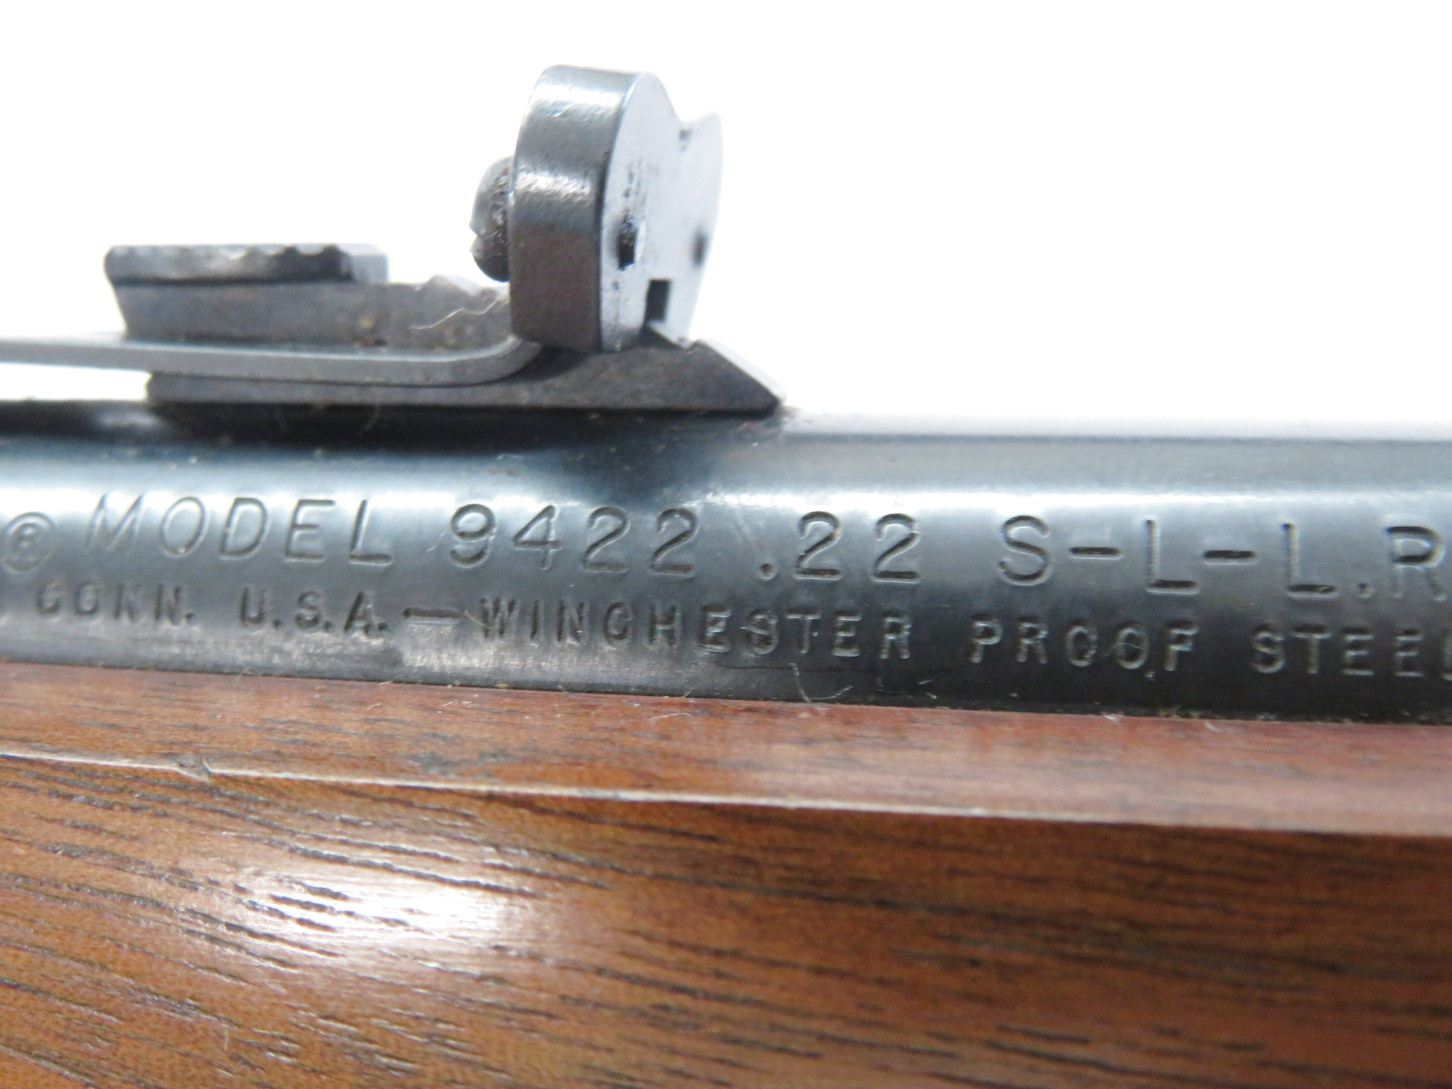 ® MODEL 9422 .22 S-L-L.R
CONN. U.S.A. — WINCHESTER PROOF STEEL